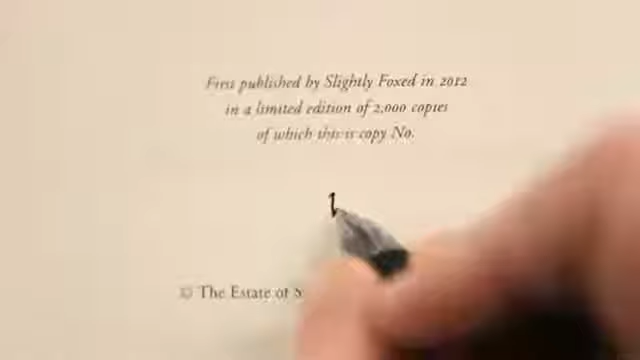 First published by Slightly Foxed in 2012
in a limited edition of 2,000 copies
of which this is copy No.
1
© The Estate of S